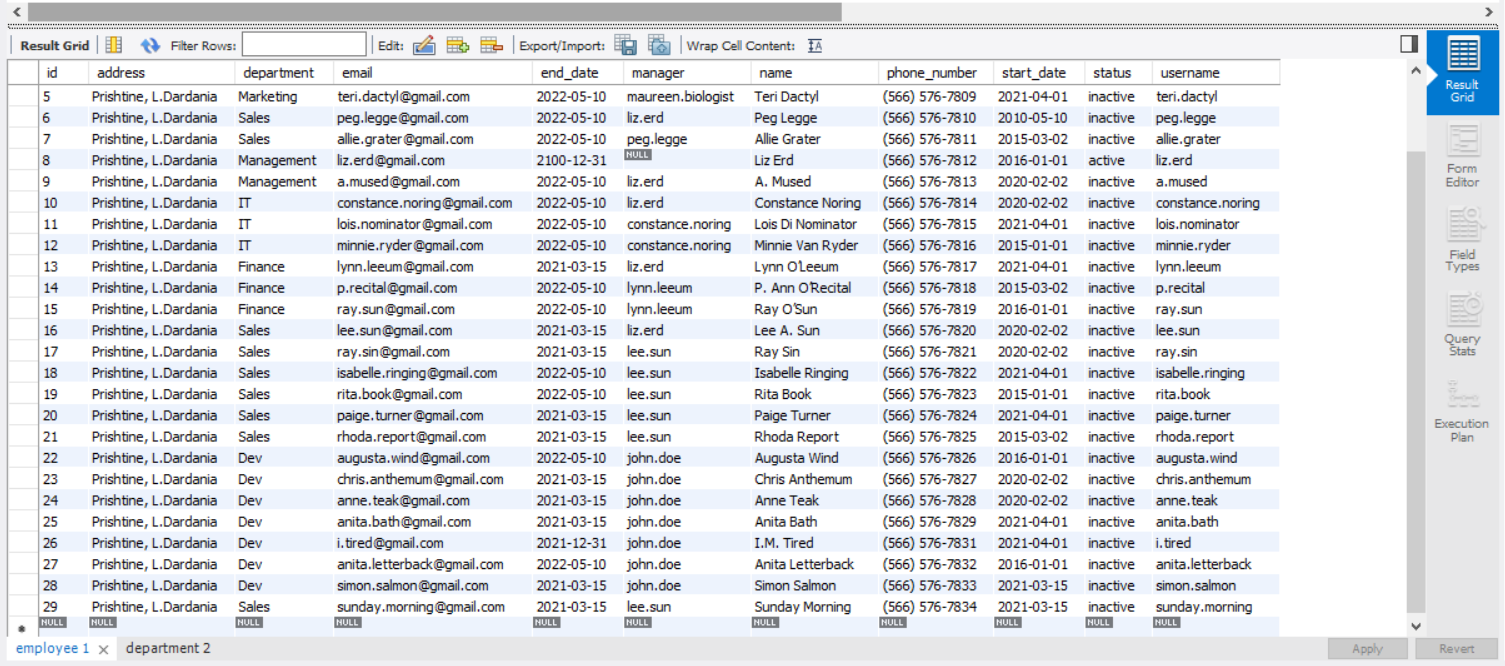 Result Grid Filter Rows: Edit: Export/Import: Wrap Cell Content:
id address department email end_date manager name phone_number start_date status username
5 Prishtine, L.Dardania Marketing teri.dactyl@gmail.com 2022-05-10 maureen.biologist Teri Dactyl (566) 576-7809 2021-04-01 inactive teri.dactyl
6 Prishtine, L.Dardania Sales peg.legge@gmail.com 2022-05-10 liz.erd Peg Legge (566) 576-7810 2010-05-10 inactive peg.legge
7 Prishtine, L.Dardania Sales allie.grater@gmail.com 2022-05-10 peg.legge Allie Grater (566) 576-7811 2015-03-02 inactive allie.grater
8 Prishtine, L.Dardania Management liz.erd@gmail.com 2100-12-31 NULL Liz Erd (566) 576-7812 2016-01-01 active liz.erd
9 Prishtine, L.Dardania Management a.mused@gmail.com 2022-05-10 liz.erd A. Mused (566) 576-7813 2020-02-02 inactive a.mused
10 Prishtine, L.Dardania IT constance.noring@gmail.com 2022-05-10 liz.erd Constance Noring (566) 576-7814 2020-02-02 inactive constance.noring
11 Prishtine, L.Dardania IT lois.nominator@gmail.com 2022-05-10 constance.noring Lois Di Nominator (566) 576-7815 2021-04-01 inactive lois.nominator
12 Prishtine, L.Dardania IT minnie.ryder@gmail.com 2022-05-10 constance.noring Minnie Van Ryder (566) 576-7816 2015-01-01 inactive minnie.ryder
13 Prishtine, L.Dardania Finance lynn.leeum@gmail.com 2021-03-15 liz.erd Lynn O'Leeum (566) 576-7817 2021-04-01 inactive lynn.leeum
14 Prishtine, L.Dardania Finance p.recital@gmail.com 2022-05-10 lynn.leeum P. Ann O'Recital (566) 576-7818 2015-03-02 inactive p.recital
15 Prishtine, L.Dardania Finance ray.sun@gmail.com 2022-05-10 lynn.leeum Ray O'Sun (566) 576-7819 2016-01-01 inactive ray.sun
16 Prishtine, L.Dardania Sales lee.sun@gmail.com 2021-03-15 liz.erd Lee A. Sun (566) 576-7820 2020-02-02 inactive lee.sun
17 Prishtine, L.Dardania Sales ray.sin@gmail.com 2021-03-15 lee.sun Ray Sin (566) 576-7821 2020-02-02 inactive ray.sin
18 Prishtine, L.Dardania Sales isabelle.ringing@gmail.com 2022-05-10 lee.sun Isabelle Ringing (566) 576-7822 2021-04-01 inactive isabelle.ringing
19 Prishtine, L.Dardania Sales rita.book@gmail.com 2022-05-10 lee.sun Rita Book (566) 576-7823 2015-01-01 inactive rita.book
20 Prishtine, L.Dardania Sales paige.turner@gmail.com 2021-03-15 lee.sun Paige Turner (566) 576-7824 2021-04-01 inactive paige.turner
21 Prishtine, L.Dardania Sales rhoda.report@gmail.com 2021-03-15 lee.sun Rhoda Report (566) 576-7825 2015-03-02 inactive rhoda.report
22 Prishtine, L.Dardania Dev augusta.wind@gmail.com 2022-05-10 john.doe Augusta Wind (566) 576-7826 2016-01-01 inactive augusta.wind
23 Prishtine, L.Dardania Dev chris.anthemum@gmail.com 2021-03-15 john.doe Chris Anthemum (566) 576-7827 2020-02-02 inactive chris.anthemum
24 Prishtine, L.Dardania Dev anne.teak@gmail.com 2021-03-15 john.doe Anne Teak (566) 576-7828 2020-02-02 inactive anne.teak
25 Prishtine, L.Dardania Dev anita.bath@gmail.com 2021-03-15 john.doe Anita Bath (566) 576-7829 2021-04-01 inactive anita.bath
26 Prishtine, L.Dardania Dev i.tired@gmail.com 2021-12-31 john.doe I.M. Tired (566) 576-7831 2021-04-01 inactive i.tired
27 Prishtine, L.Dardania Dev anita.letterback@gmail.com 2022-05-10 john.doe Anita Letterback (566) 576-7832 2016-01-01 inactive anita.letterback
28 Prishtine, L.Dardania Dev simon.salmon@gmail.com 2021-03-15 john.doe Simon Salmon (566) 576-7833 2021-03-15 inactive simon.salmon
29 Prishtine, L.Dardania Sales sunday.morning@gmail.com 2021-03-15 lee.sun Sunday Morning (566) 576-7834 2021-03-15 inactive sunday.morning
NULL NULL NULL NULL NULL NULL NULL NULL NULL NULL NULL
employee 1 department 2
Result
Grid
Form
Editor
Field
Types
Query
Stats
Execution
Plan
Apply Revert